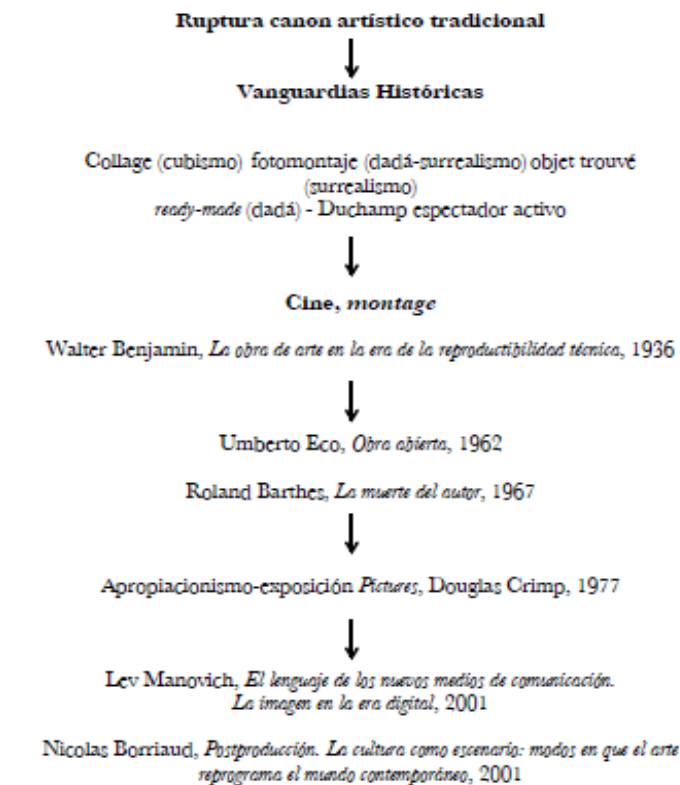 Ruptura canon artístico tradicional
Vanguardias Históricas
Collage (cubismo) fotomontaje (dadá-surrealismo) objet trouvé
(surrealismo)
ready-made (dadá) - Duchamp espectador activo
Cine, montage
Walter Benjamin, La obra de arte en la era de la reproductibilidad técnica, 1936
Umberto Eco, Obra abierta, 1962
Roland Barthes, La muerte del autor, 1967
Apropiacionismo-exposición Pictures, Douglas Crimp, 1977
Lev Manovich, El lenguaje de los nuevos medios de comunicación.
La imagen en la era digital, 2001
Nicolas Borriaud, Postproducción. La cultura como escenario: modos en que el arte
reprograma el mundo contemporáneo, 2001